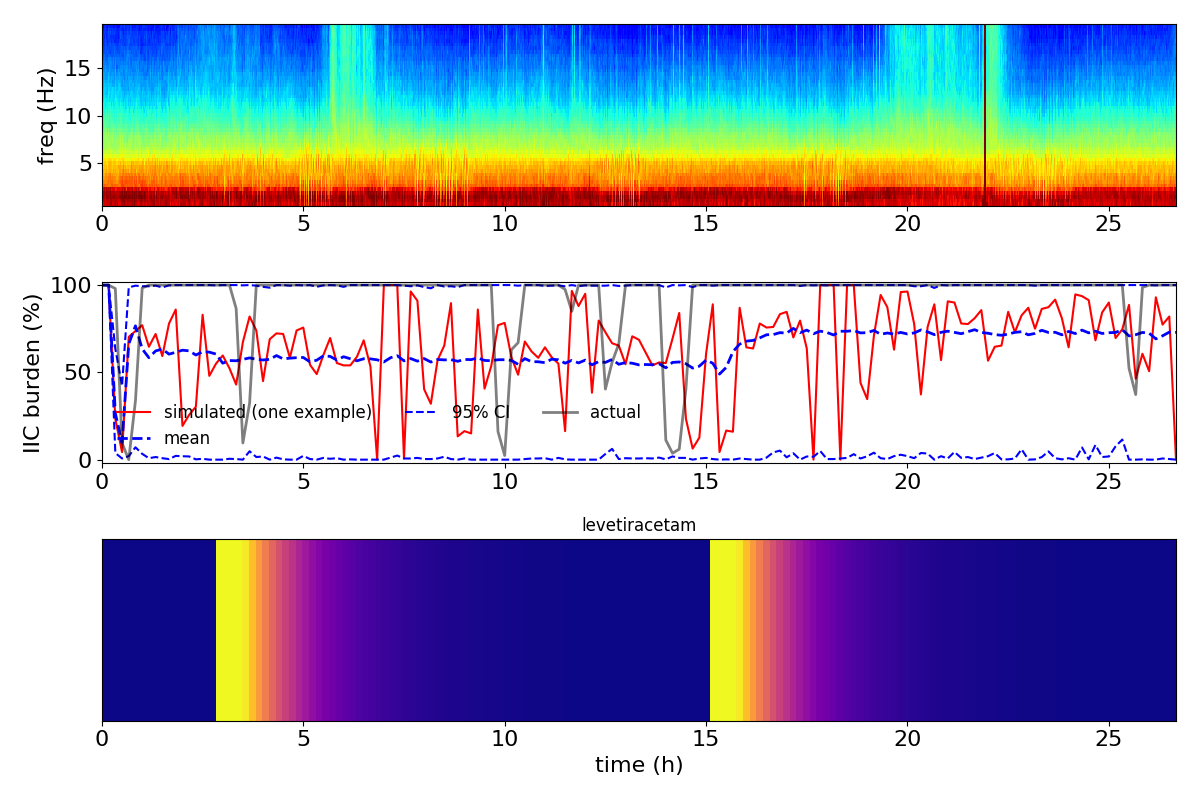 freq (Hz)
15
10
5
0 5 10 15 20 25
IIC burden (%)
100
50
0
simulated (one example) 95% CI actual
mean
0 5 10 15 20 25
levetiracetam
0 5 10 15 20 25
time (h)